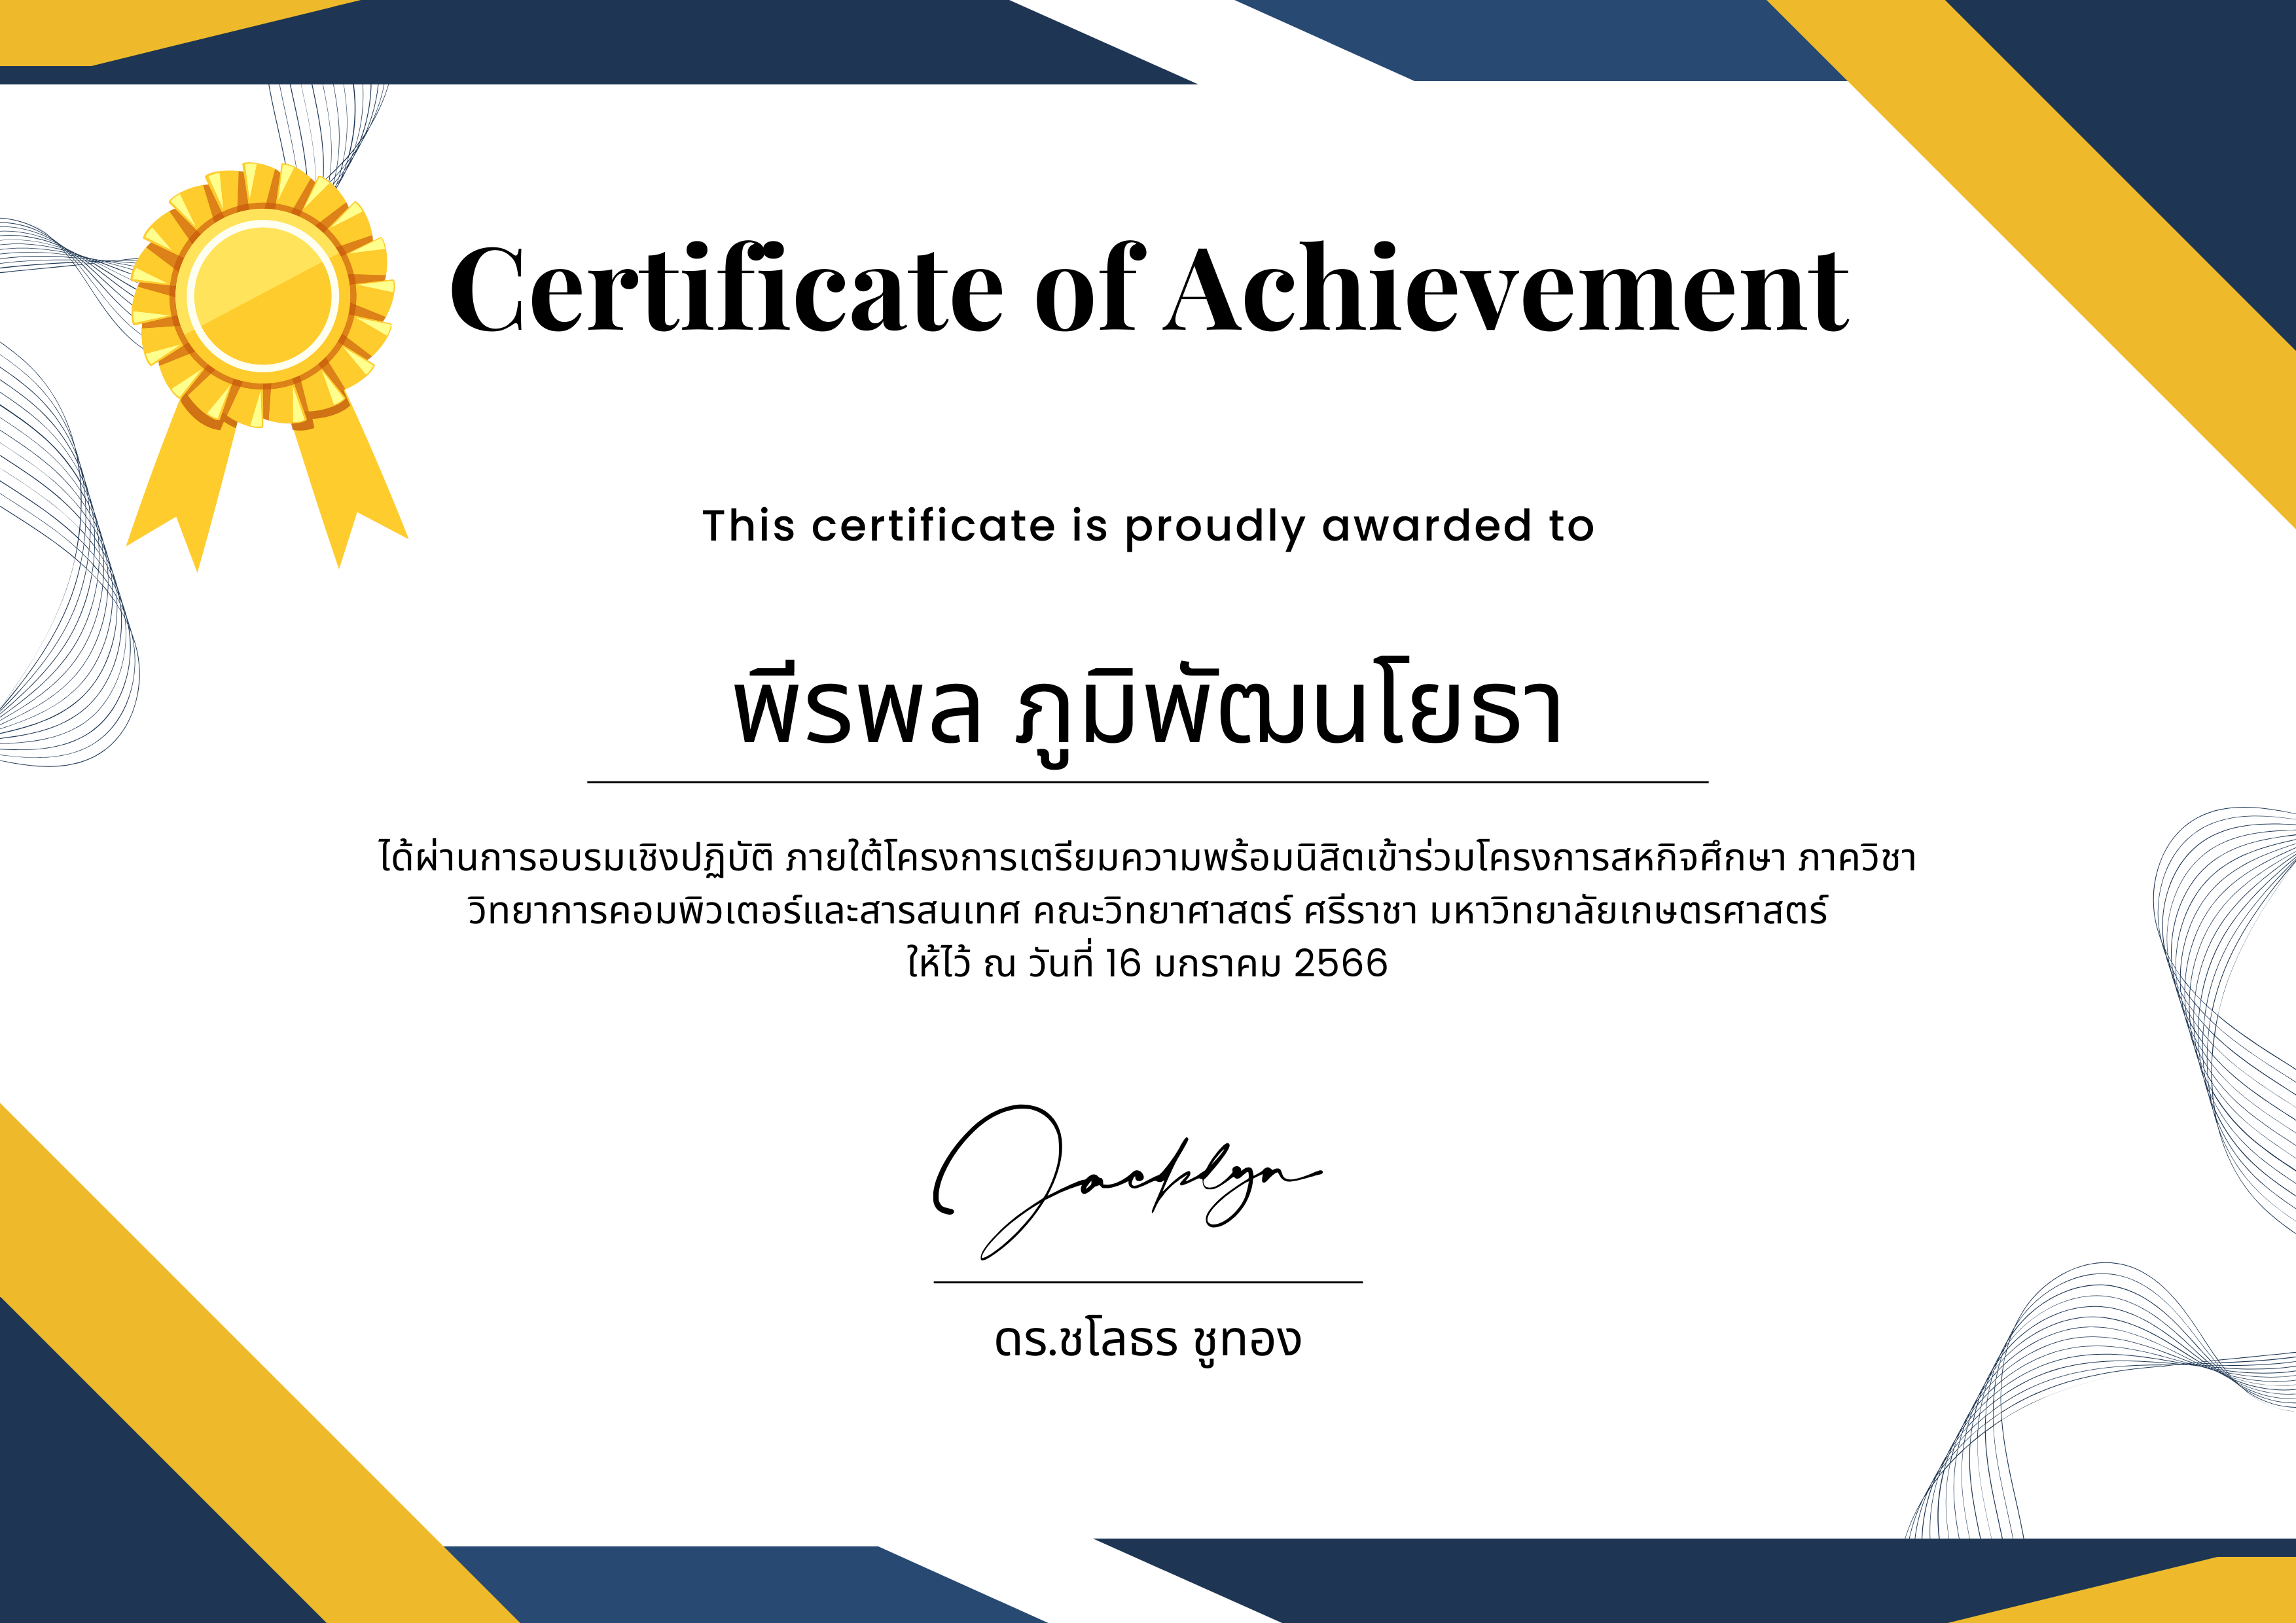 Certificate of Achievement
This certificate is proudly awarded to
พีรพล ภูมิพัฒนโยธา
ได้ผ่านการอบรมเชิงปฏิบัติ ภายใต้โครงการเตรียมความพร้อมนิสิตเข้าร่วมโครงการสหกิจศึกษา ภาควิชา
วิทยาการคอมพิวเตอร์และสารสนเทศ คณะวิทยาศาสตร์ ศรีราชา มหาวิทยาลัยเกษตรศาสตร์
ให้ไว้ ณ วันที่ 16 มกราคม 2566
Jacklyn
ดร.ชโลธร ชูทอง